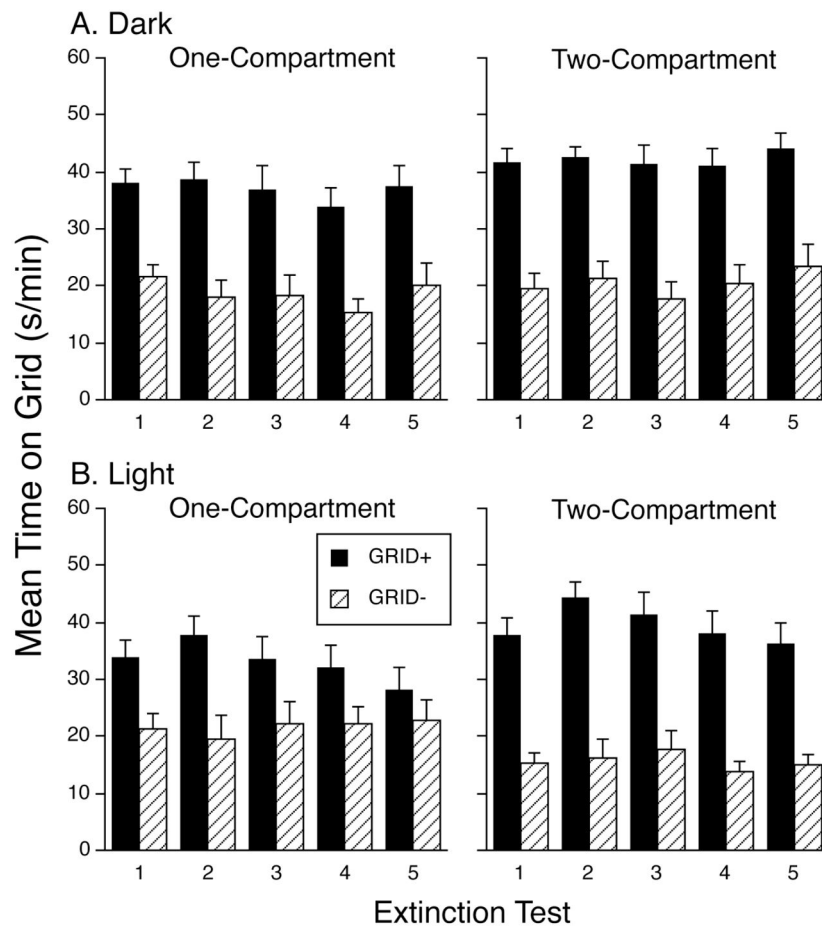 A. Dark
One-Compartment
Two-Compartment
60
50
40
30
20
10
0
1 2 3 4 5
1 2 3 4 5
Mean Time on Grid (s/min)
B. Light
One-Compartment
Two-Compartment
GRID+
GRID-
60
50
40
30
20
10
0
1 2 3 4 5
1 2 3 4 5
Extinction Test